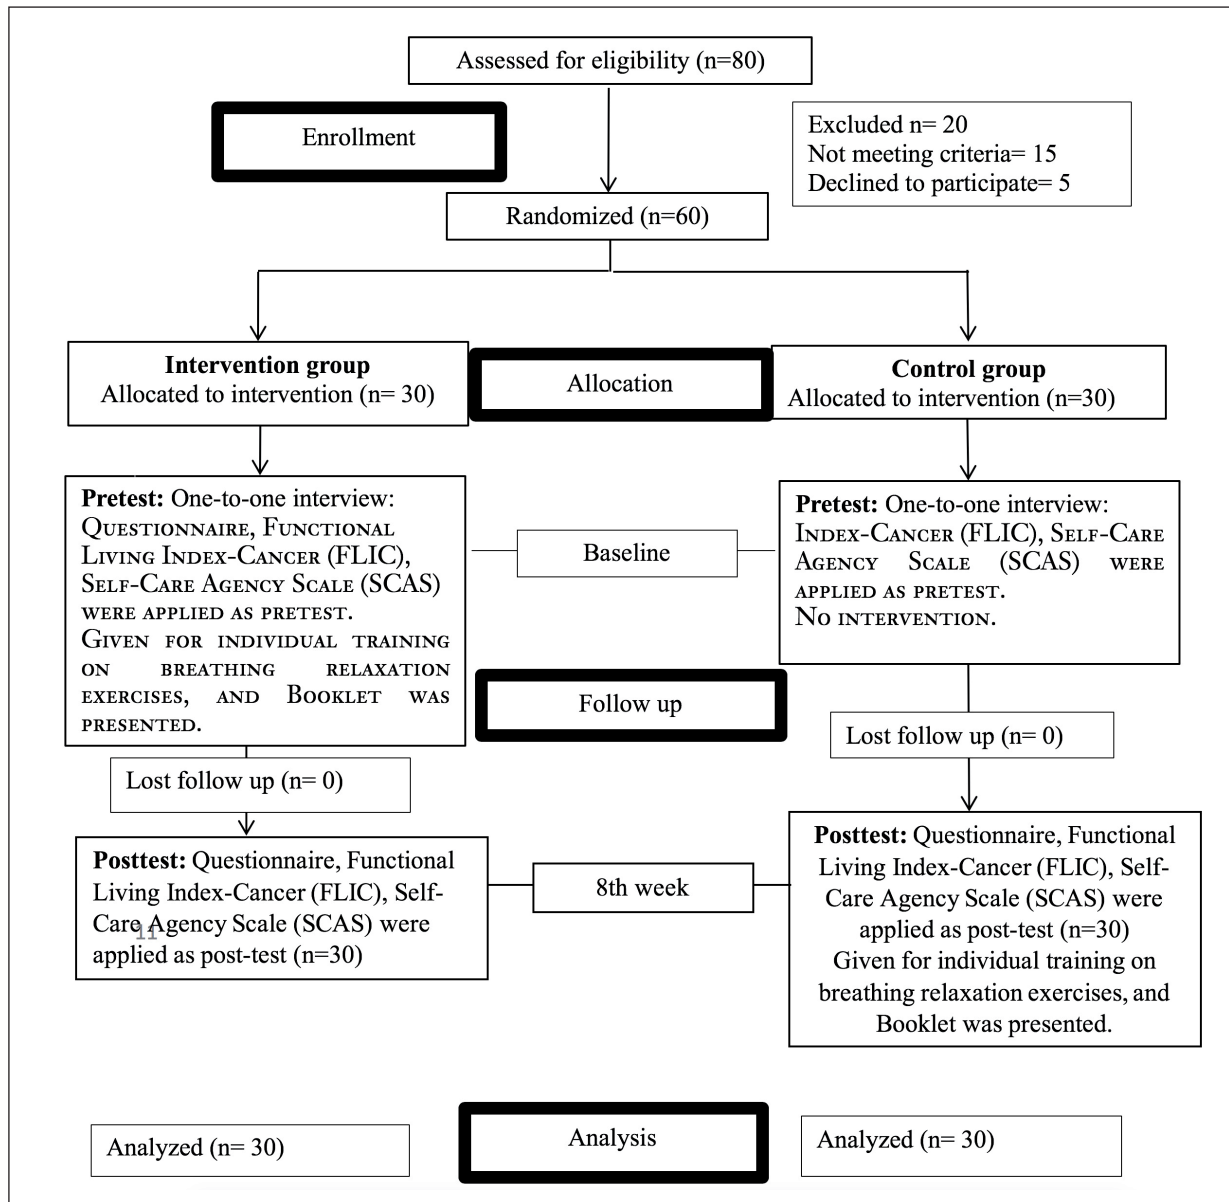 Assessed for eligibility (n=80)
Enrollment
Excluded n= 20
Not meeting criteria= 15
Declined to participate= 5
Randomized (n=60)
Intervention group
Allocated to intervention (n= 30)
Allocation
Control group
Allocated to intervention (n=30)
Pretest: One-to-one interview:
Questionnaire, Functional
Living Index-Cancer (FLIC),
Self-Care Agency Scale (SCAS)
were applied as pretest.
Given for individual training
on breathing relaxation
exercises, and Booklet was
presented.
Baseline
Pretest: One-to-one interview:
Index-Cancer (FLIC), Self-Care
Agency Scale (SCAS) were
applied as pretest.
No intervention.
Follow up
Lost follow up (n= 0)
Lost follow up (n= 0)
Posttest: Questionnaire, Functional
Living Index-Cancer (FLIC), Self-
Care Agency Scale (SCAS) were
applied as post-test (n=30)
11
8th week
Posttest: Questionnaire, Functional
Living Index-Cancer (FLIC), Self-
Care Agency Scale (SCAS) were
applied as post-test (n=30)
Given for individual training on
breathing relaxation exercises, and
Booklet was presented.
Analyzed (n= 30)
Analysis
Analyzed (n= 30)